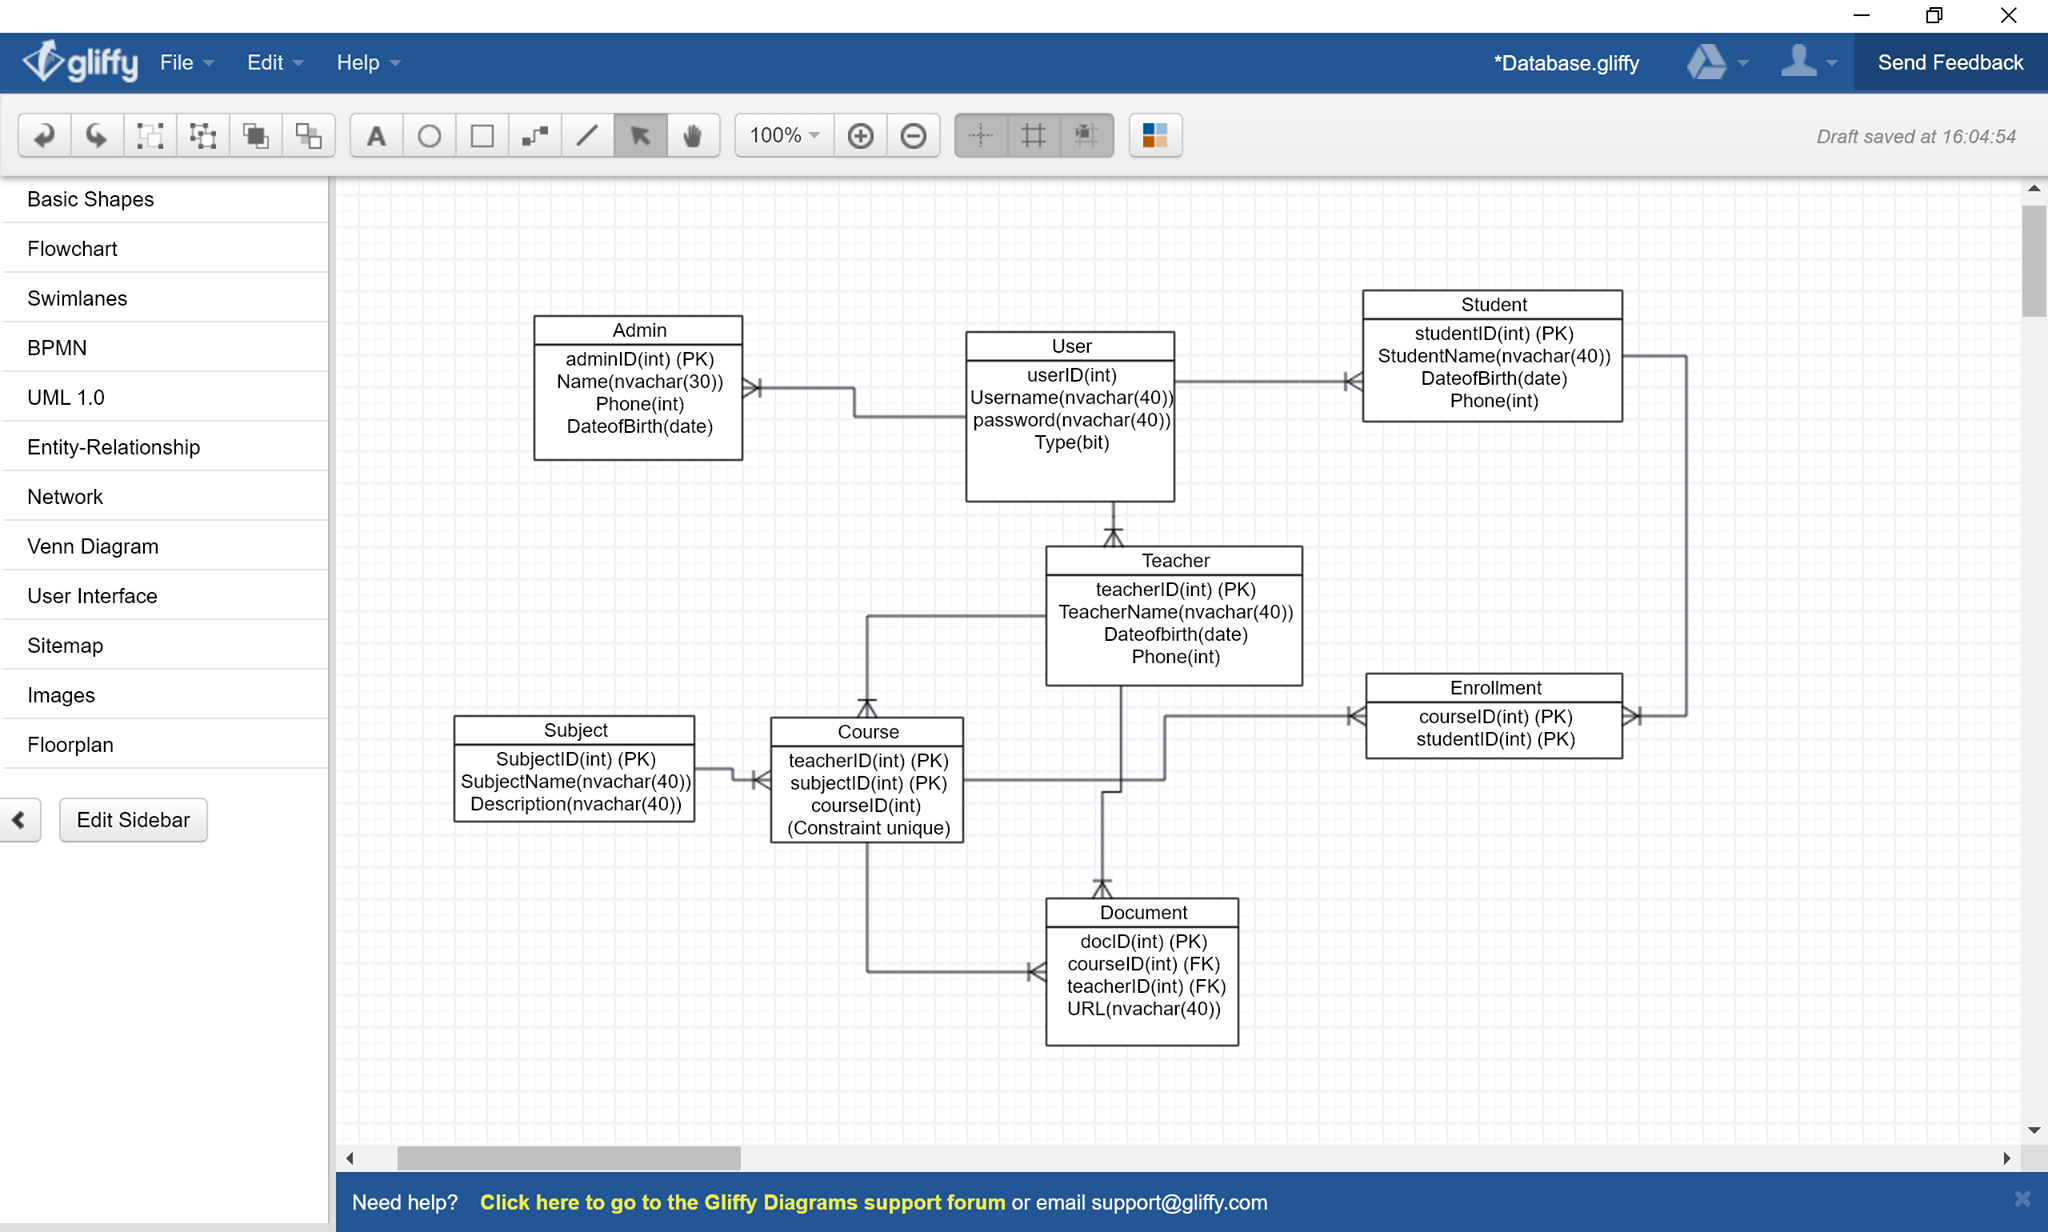 gliffy
File
Edit
Help
*Database.gliffy
Send Feedback
A
100%
Draft saved at 16:04:54
Basic Shapes
Flowchart
Swimlanes
BPMN
UML 1.0
Entity-Relationship
Network
Venn Diagram
User Interface
Sitemap
Images
Floorplan
Edit Sidebar
Admin
adminID(int) (PK)
Name(nvachar(30))
Phone(int)
DateofBirth(date)
User
userID(int)
Username(nvachar(40))
password(nvachar(40))
Type(bit)
Student
studentID(int) (PK)
StudentName(nvachar(40))
DateofBirth(date)
Phone(int)
Teacher
teacherID(int) (PK)
TeacherName(nvachar(40))
Dateofbirth(date)
Phone(int)
Subject
SubjectID(int) (PK)
SubjectName(nvachar(40))
Description(nvachar(40))
Course
teacherID(int) (PK)
subjectID(int) (PK)
courseID(int)
(Constraint unique)
Enrollment
courseID(int) (PK)
studentID(int) (PK)
Document
docID(int) (PK)
courseID(int) (FK)
teacherID(int) (FK)
URL(nvachar(40))
Need help? Click here to go to the Gliffy Diagrams support forum or email support@gliffy.com